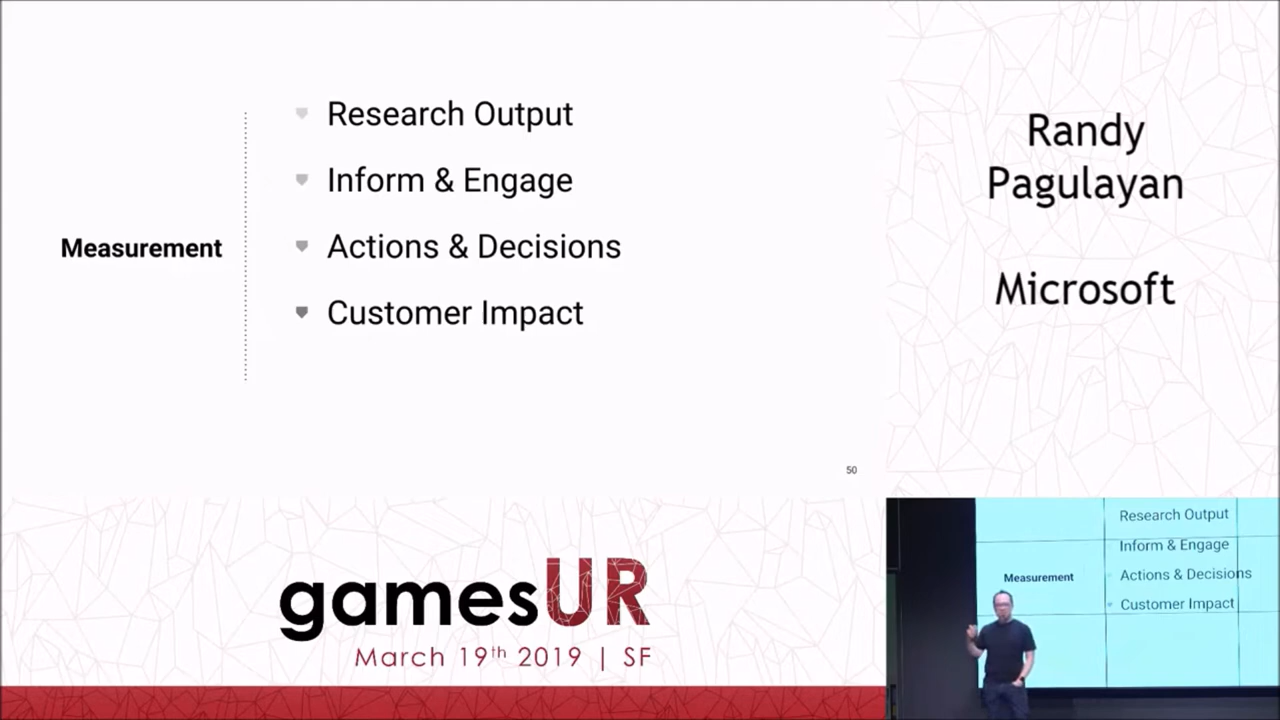 Measurement
Research Output
Inform & Engage
Actions & Decisions
Customer Impact
50
Randy
Pagulayan
Microsoft
gamesUR
March 19th 2019 | SF
Measurement
Research Output
Inform & Engage
Actions & Decisions
Customer Impact